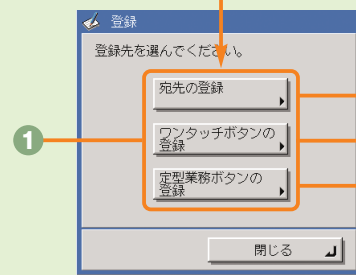 登録
登録先を選んでください。
宛先の登録
1
ワンタッチボタンの
登録
定型業務ボタンの
登録
閉じる